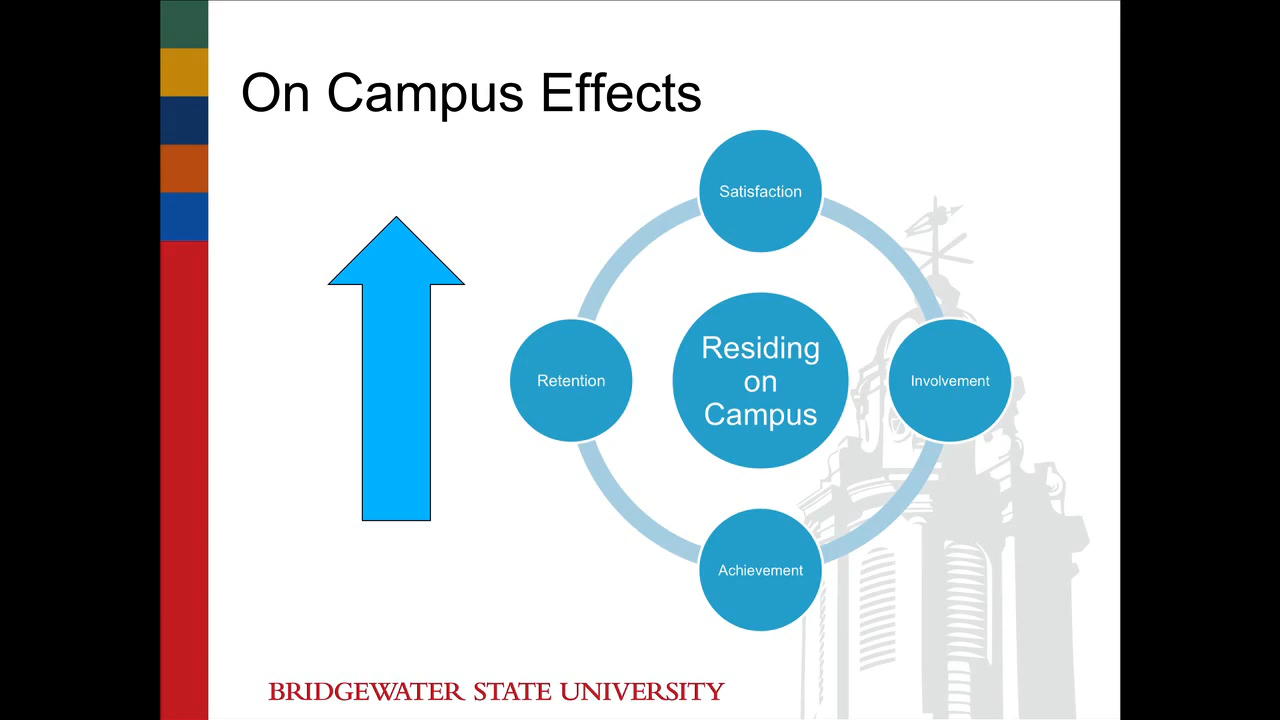 On Campus Effects
Satisfaction
Retention
Residing
on
Campus
Involvement
Achievement
BRIDGEWATER STATE UNIVERSITY